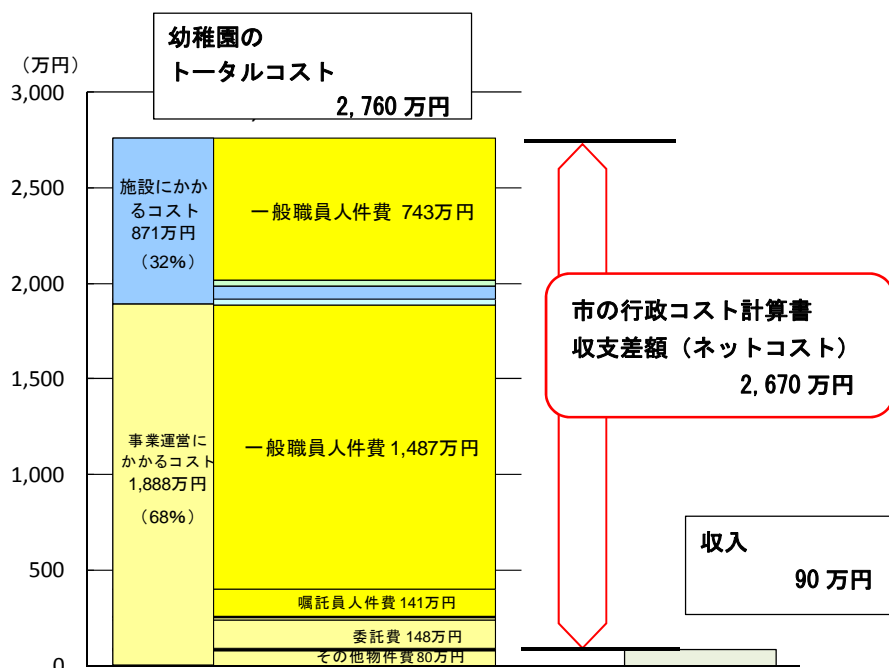 幼稚園の
トータルコスト
2,760 万円
（万円）
3,000
2,500
2,000
1,500
1,000
500
0
施設にかか
るコスト
871万円
（32%）
事業運営に
かかるコスト
1,888万円
（68%）
一般職員人件費 743万円
一般職員人件費 1,487万円
嘱託員人件費 141万円
委託費 148万円
その他物件費 80万円
市の行政コスト計算書
収支差額（ネットコスト）
2,670 万円
収入
90 万円